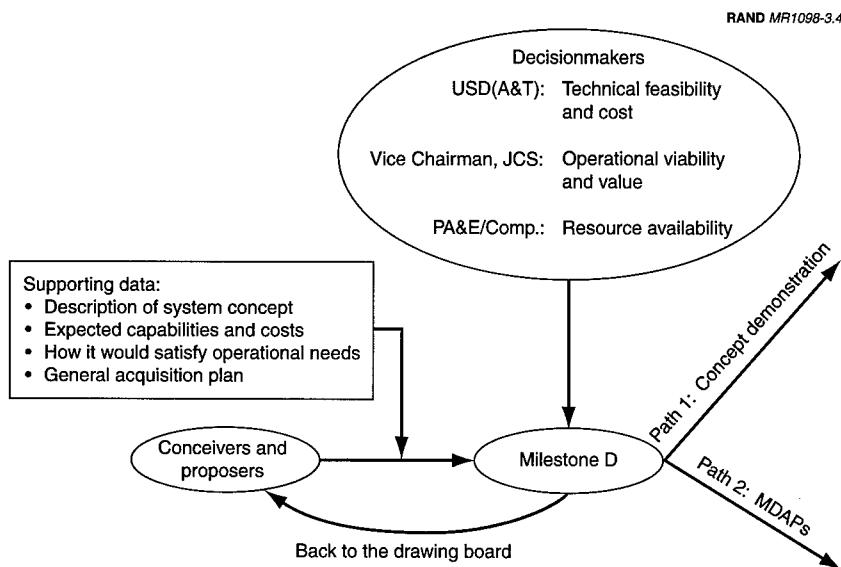 RAND MR1098-3.4
Decisionmakers
USD(A&T): Technical feasibility
and cost
Vice Chairman, JCS: Operational viability
and value
PA&E/Comp.: Resource availability
Supporting data:
• Description of system concept
• Expected capabilities and costs
• How it would satisfy operational needs
• General acquisition plan
Path 1: Concept demonstration
Conceivers and
proposers
Milestone D
Path 2: MDAPs
Back to the drawing board